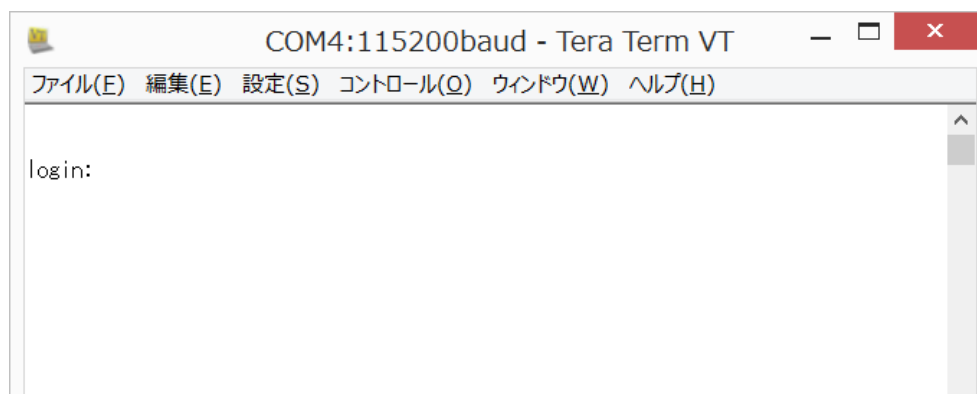 COM4:115200baud - Tera Term VT
ファイル(F) 編集(E) 設定(S) コントロール(O) ウィンドウ(W) ヘルプ(H)
login: